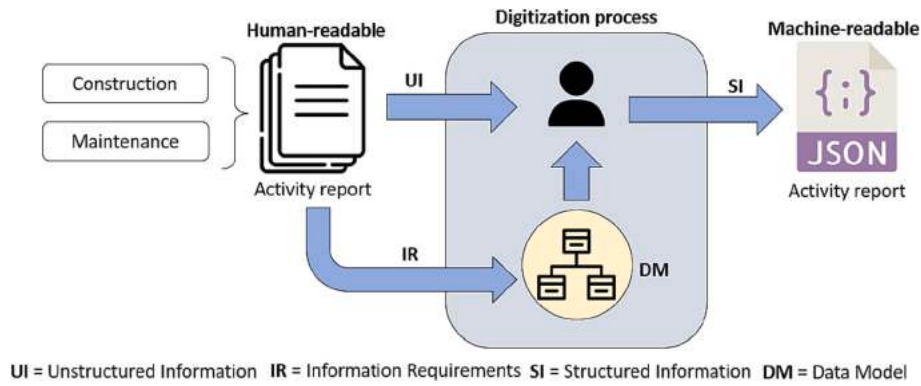 Human-readable
Digitization process
Machine-readable
Construction
Maintenance
UI
SI
{;}
JSON
Activity report
Activity report
IR
DM
UI = Unstructured Information IR = Information Requirements SI = Structured Information DM = Data Model